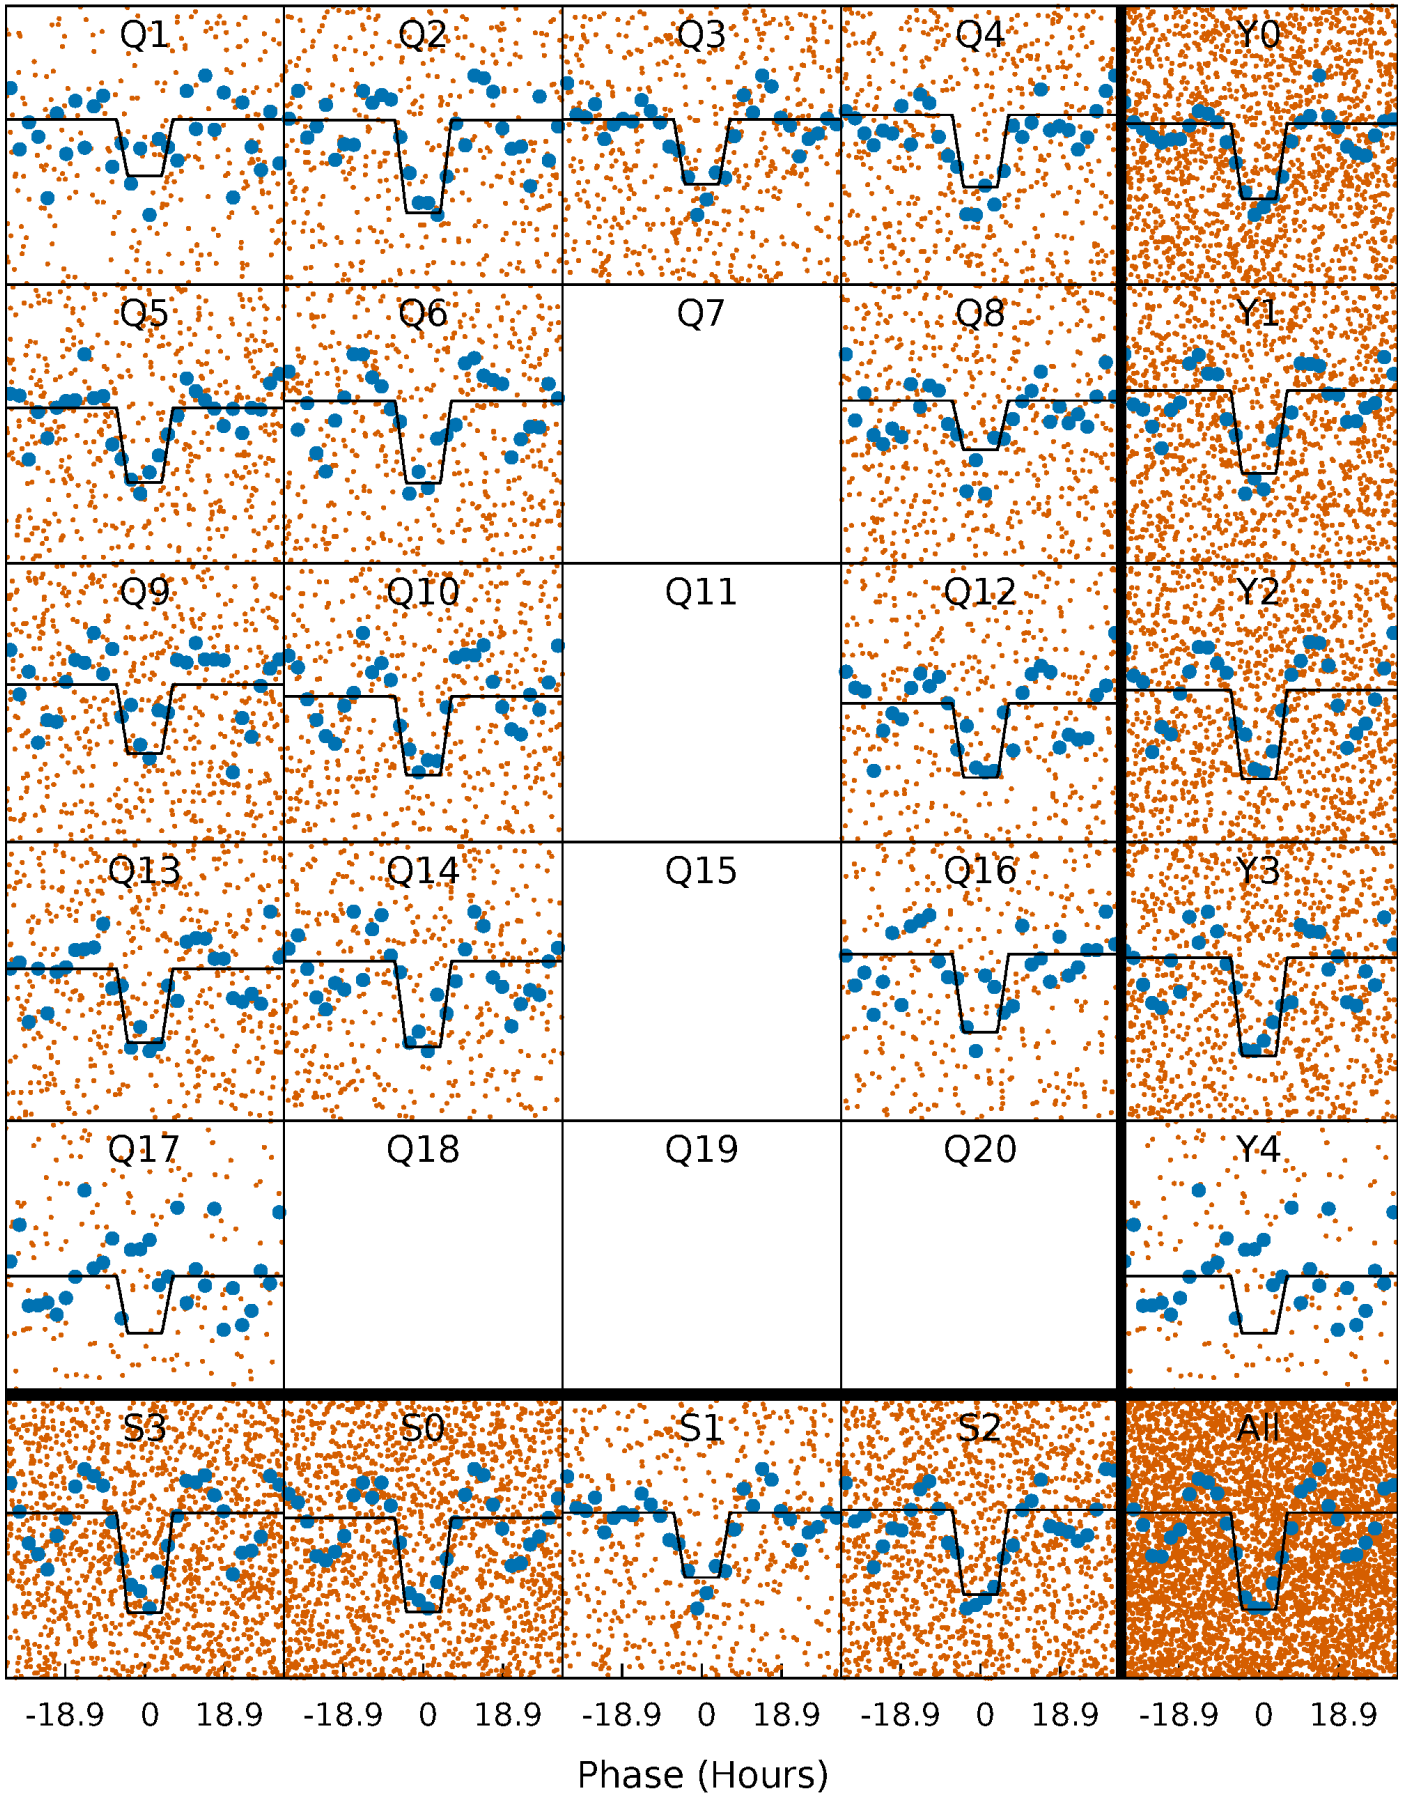 Q1 Q2 Q3 Q4 Y0
Q5 Q6 Q7 Q8 Y1
Q9 Q10 Q11 Q12 Y2
Q13 Q14 Q15 Q16 Y3
Q17 Q18 Q19 Q20 Y4
S3 S0 S1 S2 All
-18.9 0 18.9 -18.9 0 18.9 -18.9 0 18.9 -18.9 0 18.9 -18.9 0 18.9
Phase (Hours)